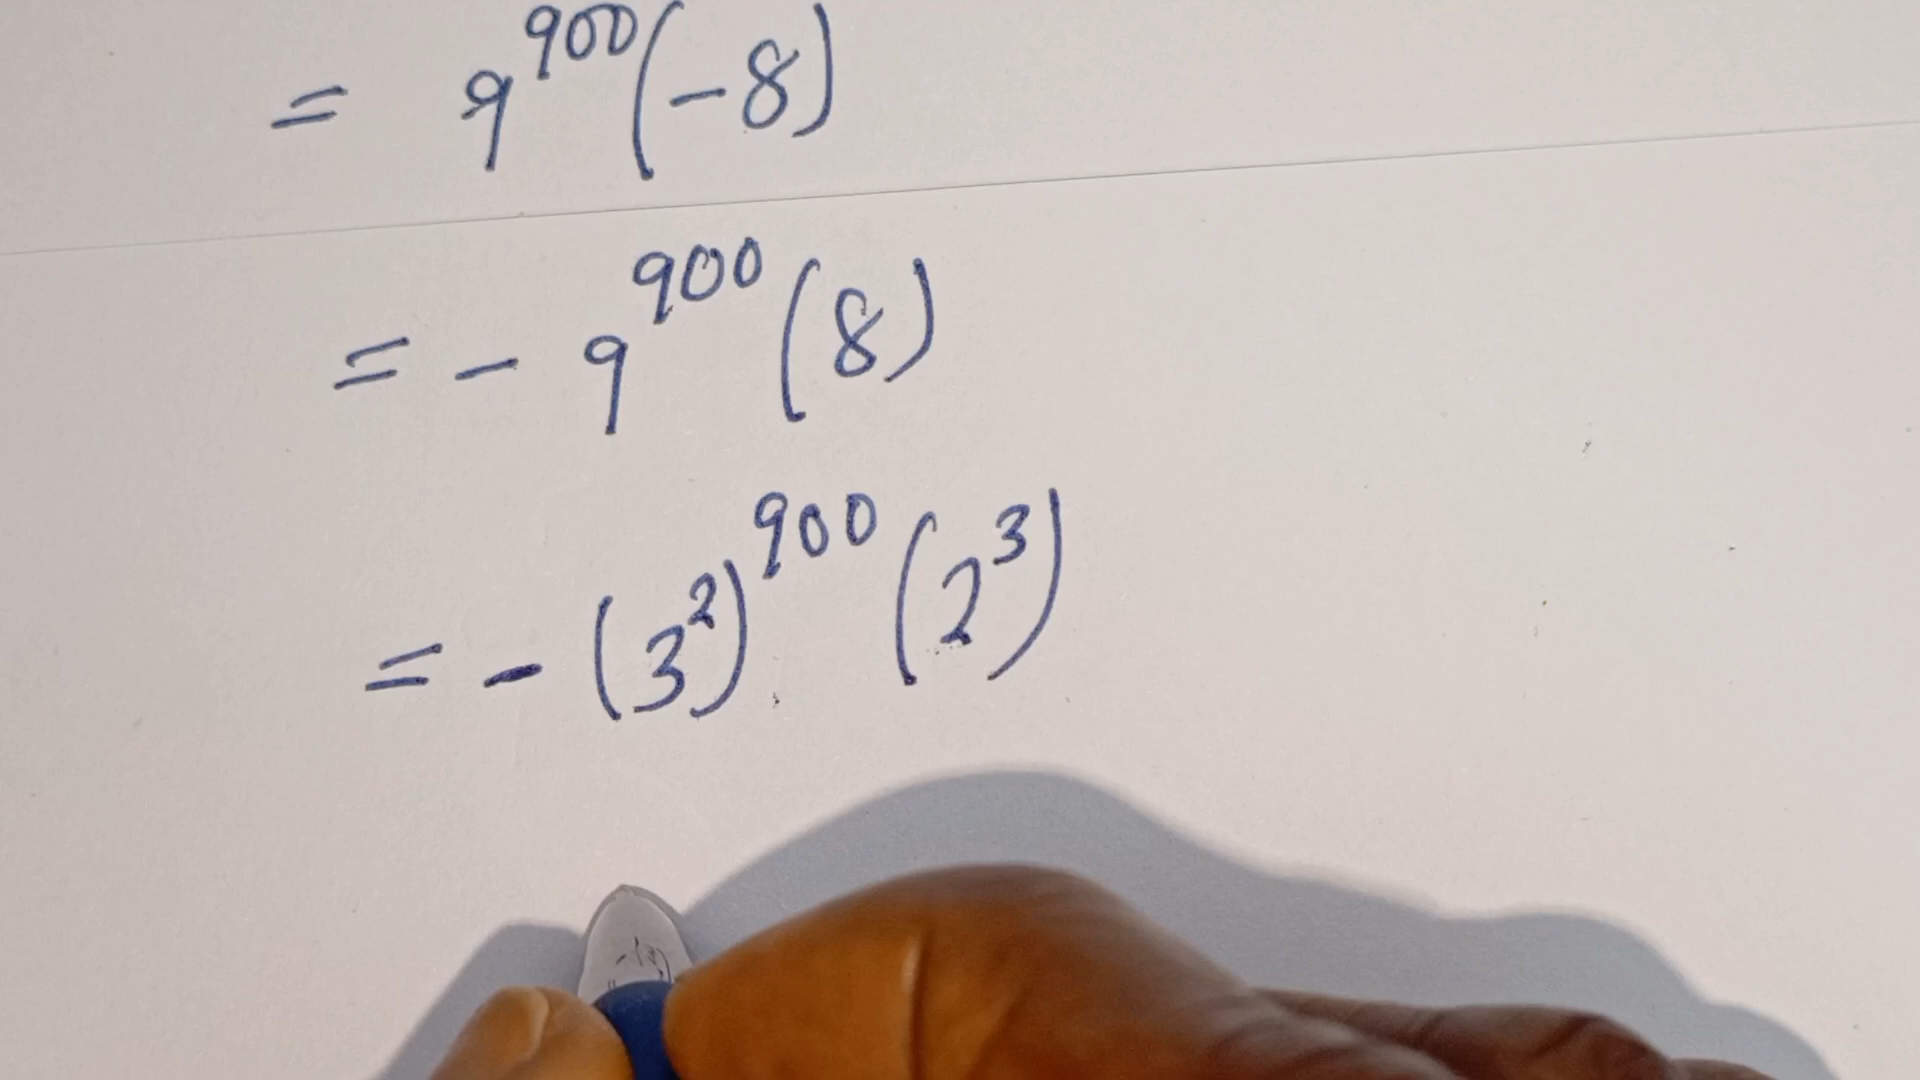 = 9^900(-8)
= - 9^900 (8)
= - (3^2)^900 (2^3)